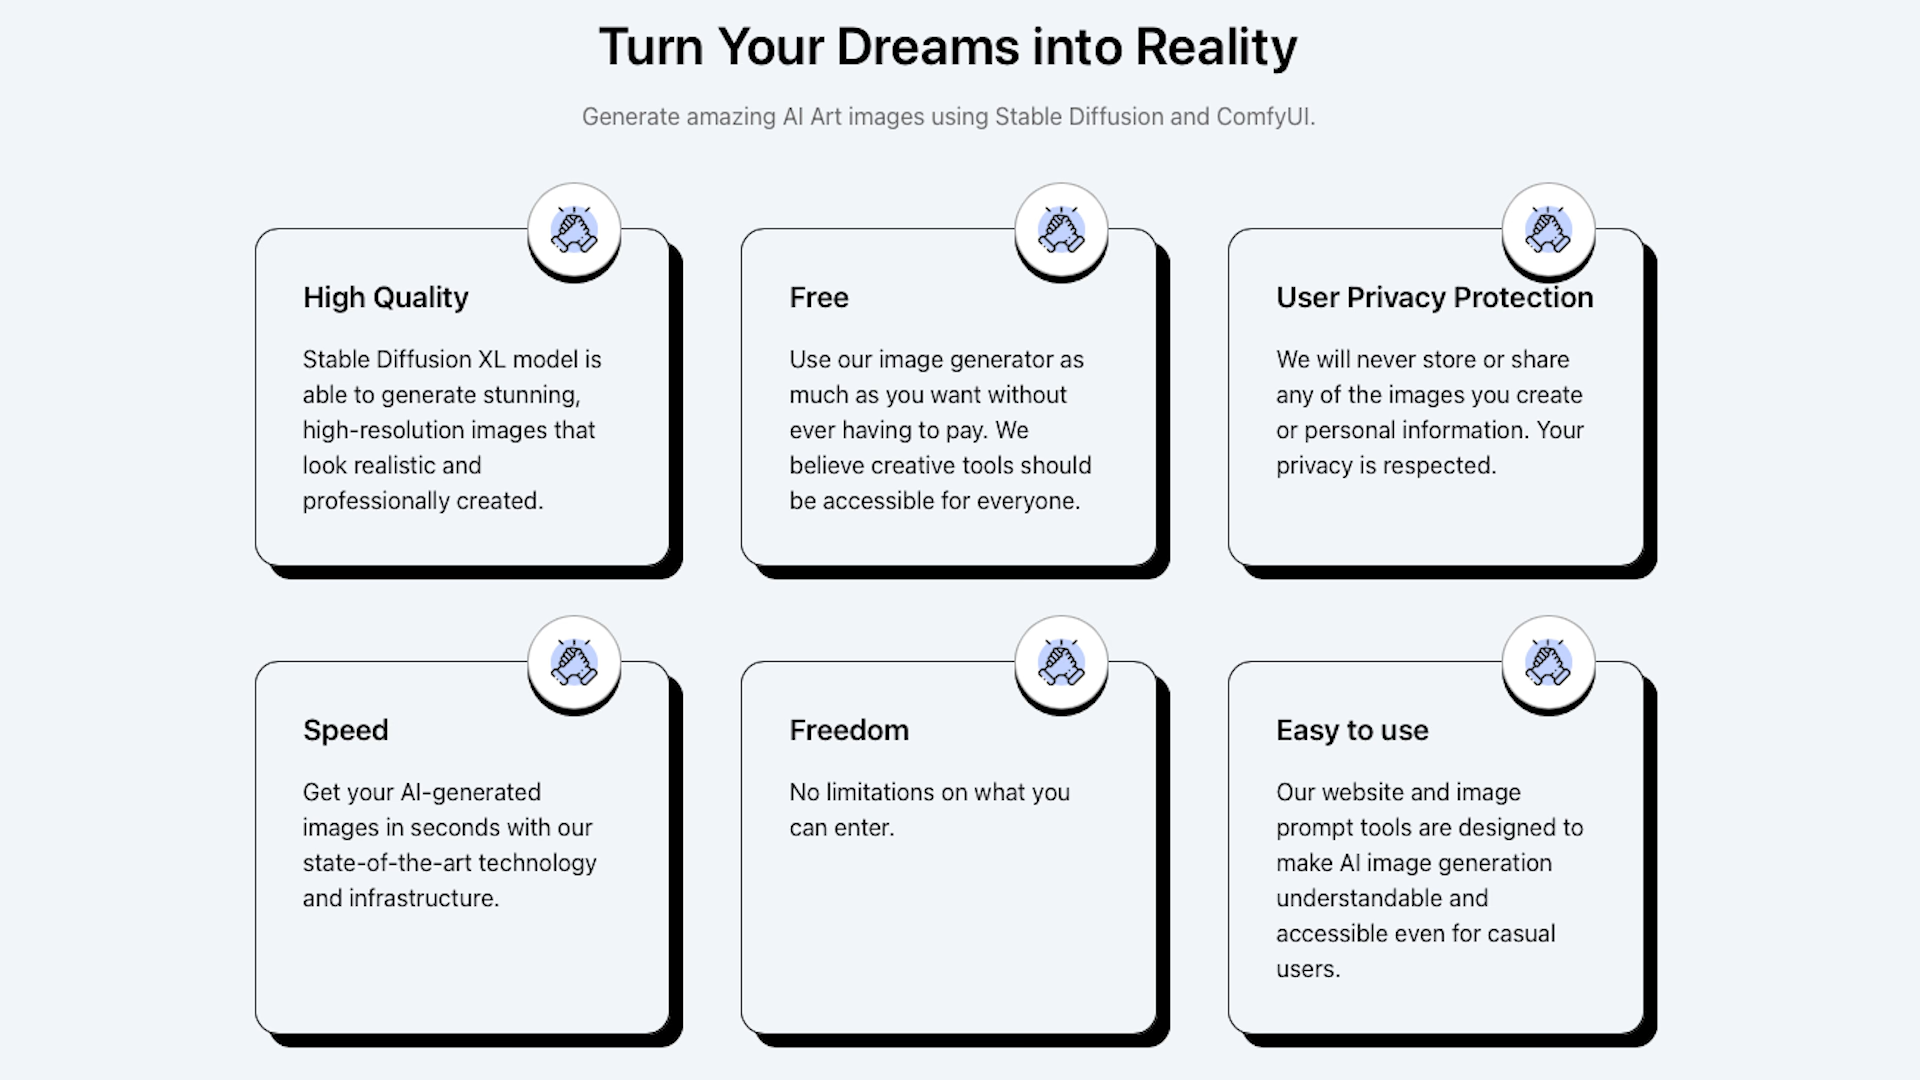 Turn Your Dreams into Reality
Generate amazing AI Art images using Stable Diffusion and ComfyUI.
High Quality
Stable Diffusion XL model is
able to generate stunning,
high-resolution images that
look realistic and
professionally created.
Free
Use our image generator as
much as you want without
ever having to pay. We
believe creative tools should
be accessible for everyone.
User Privacy Protection
We will never store or share
any of the images you create
or personal information. Your
privacy is respected.
Speed
Get your AI-generated
images in seconds with our
state-of-the-art technology
and infrastructure.
Freedom
No limitations on what you
can enter.
Easy to use
Our website and image
prompt tools are designed to
make AI image generation
understandable and
accessible even for casual
users.